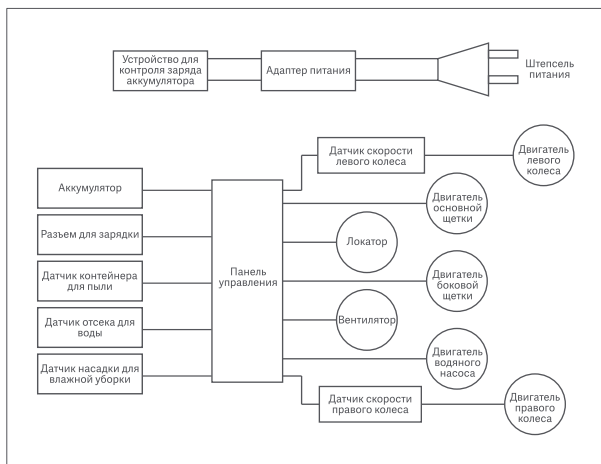 Устройство для
контроля заряда
аккумулятора
Адаптер питания
Штепсель
питания
Датчик скорости
левого колеса
Двигатель
левого
колеса
Аккумулятор
Двигатель
основной
щетки
Разъем для зарядки
Локатор
Датчик контейнера
для пыли
Панель
управления
Двигатель
боковой
щетки
Датчик отсека для
воды
Вентилятор
Двигатель
водяного
насоса
Датчик насадки для
влажной уборки
Датчик скорости
правого колеса
Двигатель
правого
колеса